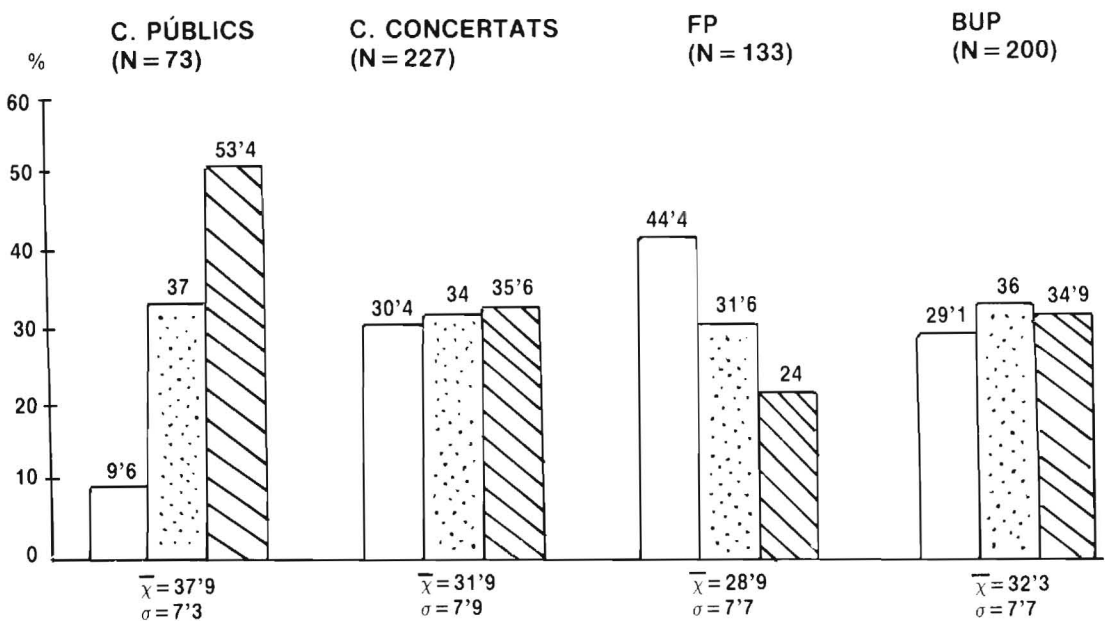 C. PÚBLICS
(N = 73)
C. CONCERTATS
(N = 227)
FP
(N = 133)
BUP
(N = 200)
%
60
50
40
30
20
10
0
9'6
37
53'4
30'4
34
35'6
44'4
31'6
24
29'1
36
34'9
χ̅ = 37'9
σ = 7'3
χ̅ = 31'9
σ = 7'9
χ̅ = 28'9
σ = 7'7
χ̅ = 32'3
σ = 7'7